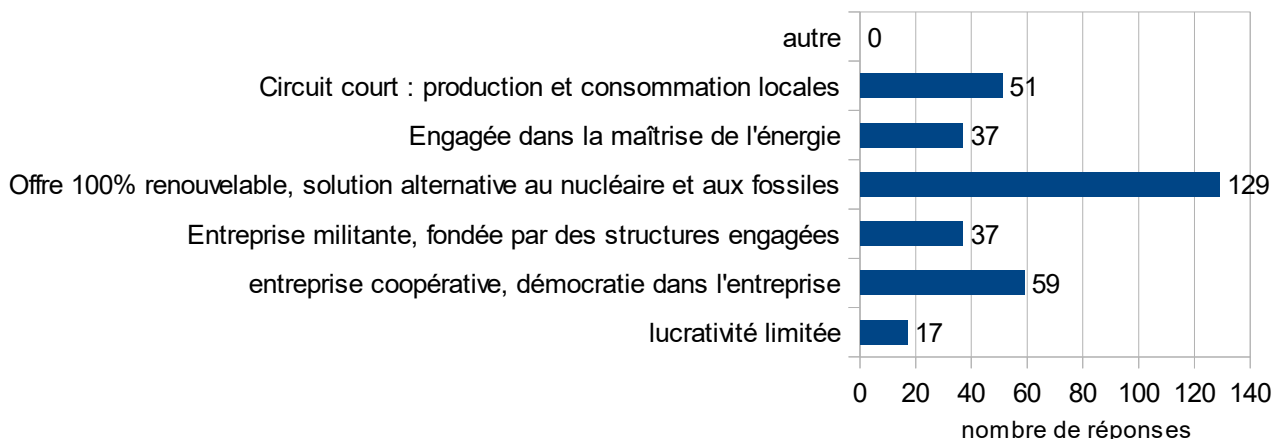 autre 0
Circuit court : production et consommation locales 51
Engagée dans la maîtrise de l'énergie 37
Offre 100% renouvelable, solution alternative au nucléaire et aux fossiles 129
Entreprise militante, fondée par des structures engagées 37
entreprise coopérative, démocratie dans l'entreprise 59
lucrativité limitée 17
0 20 40 60 80 100 120 140
nombre de réponses